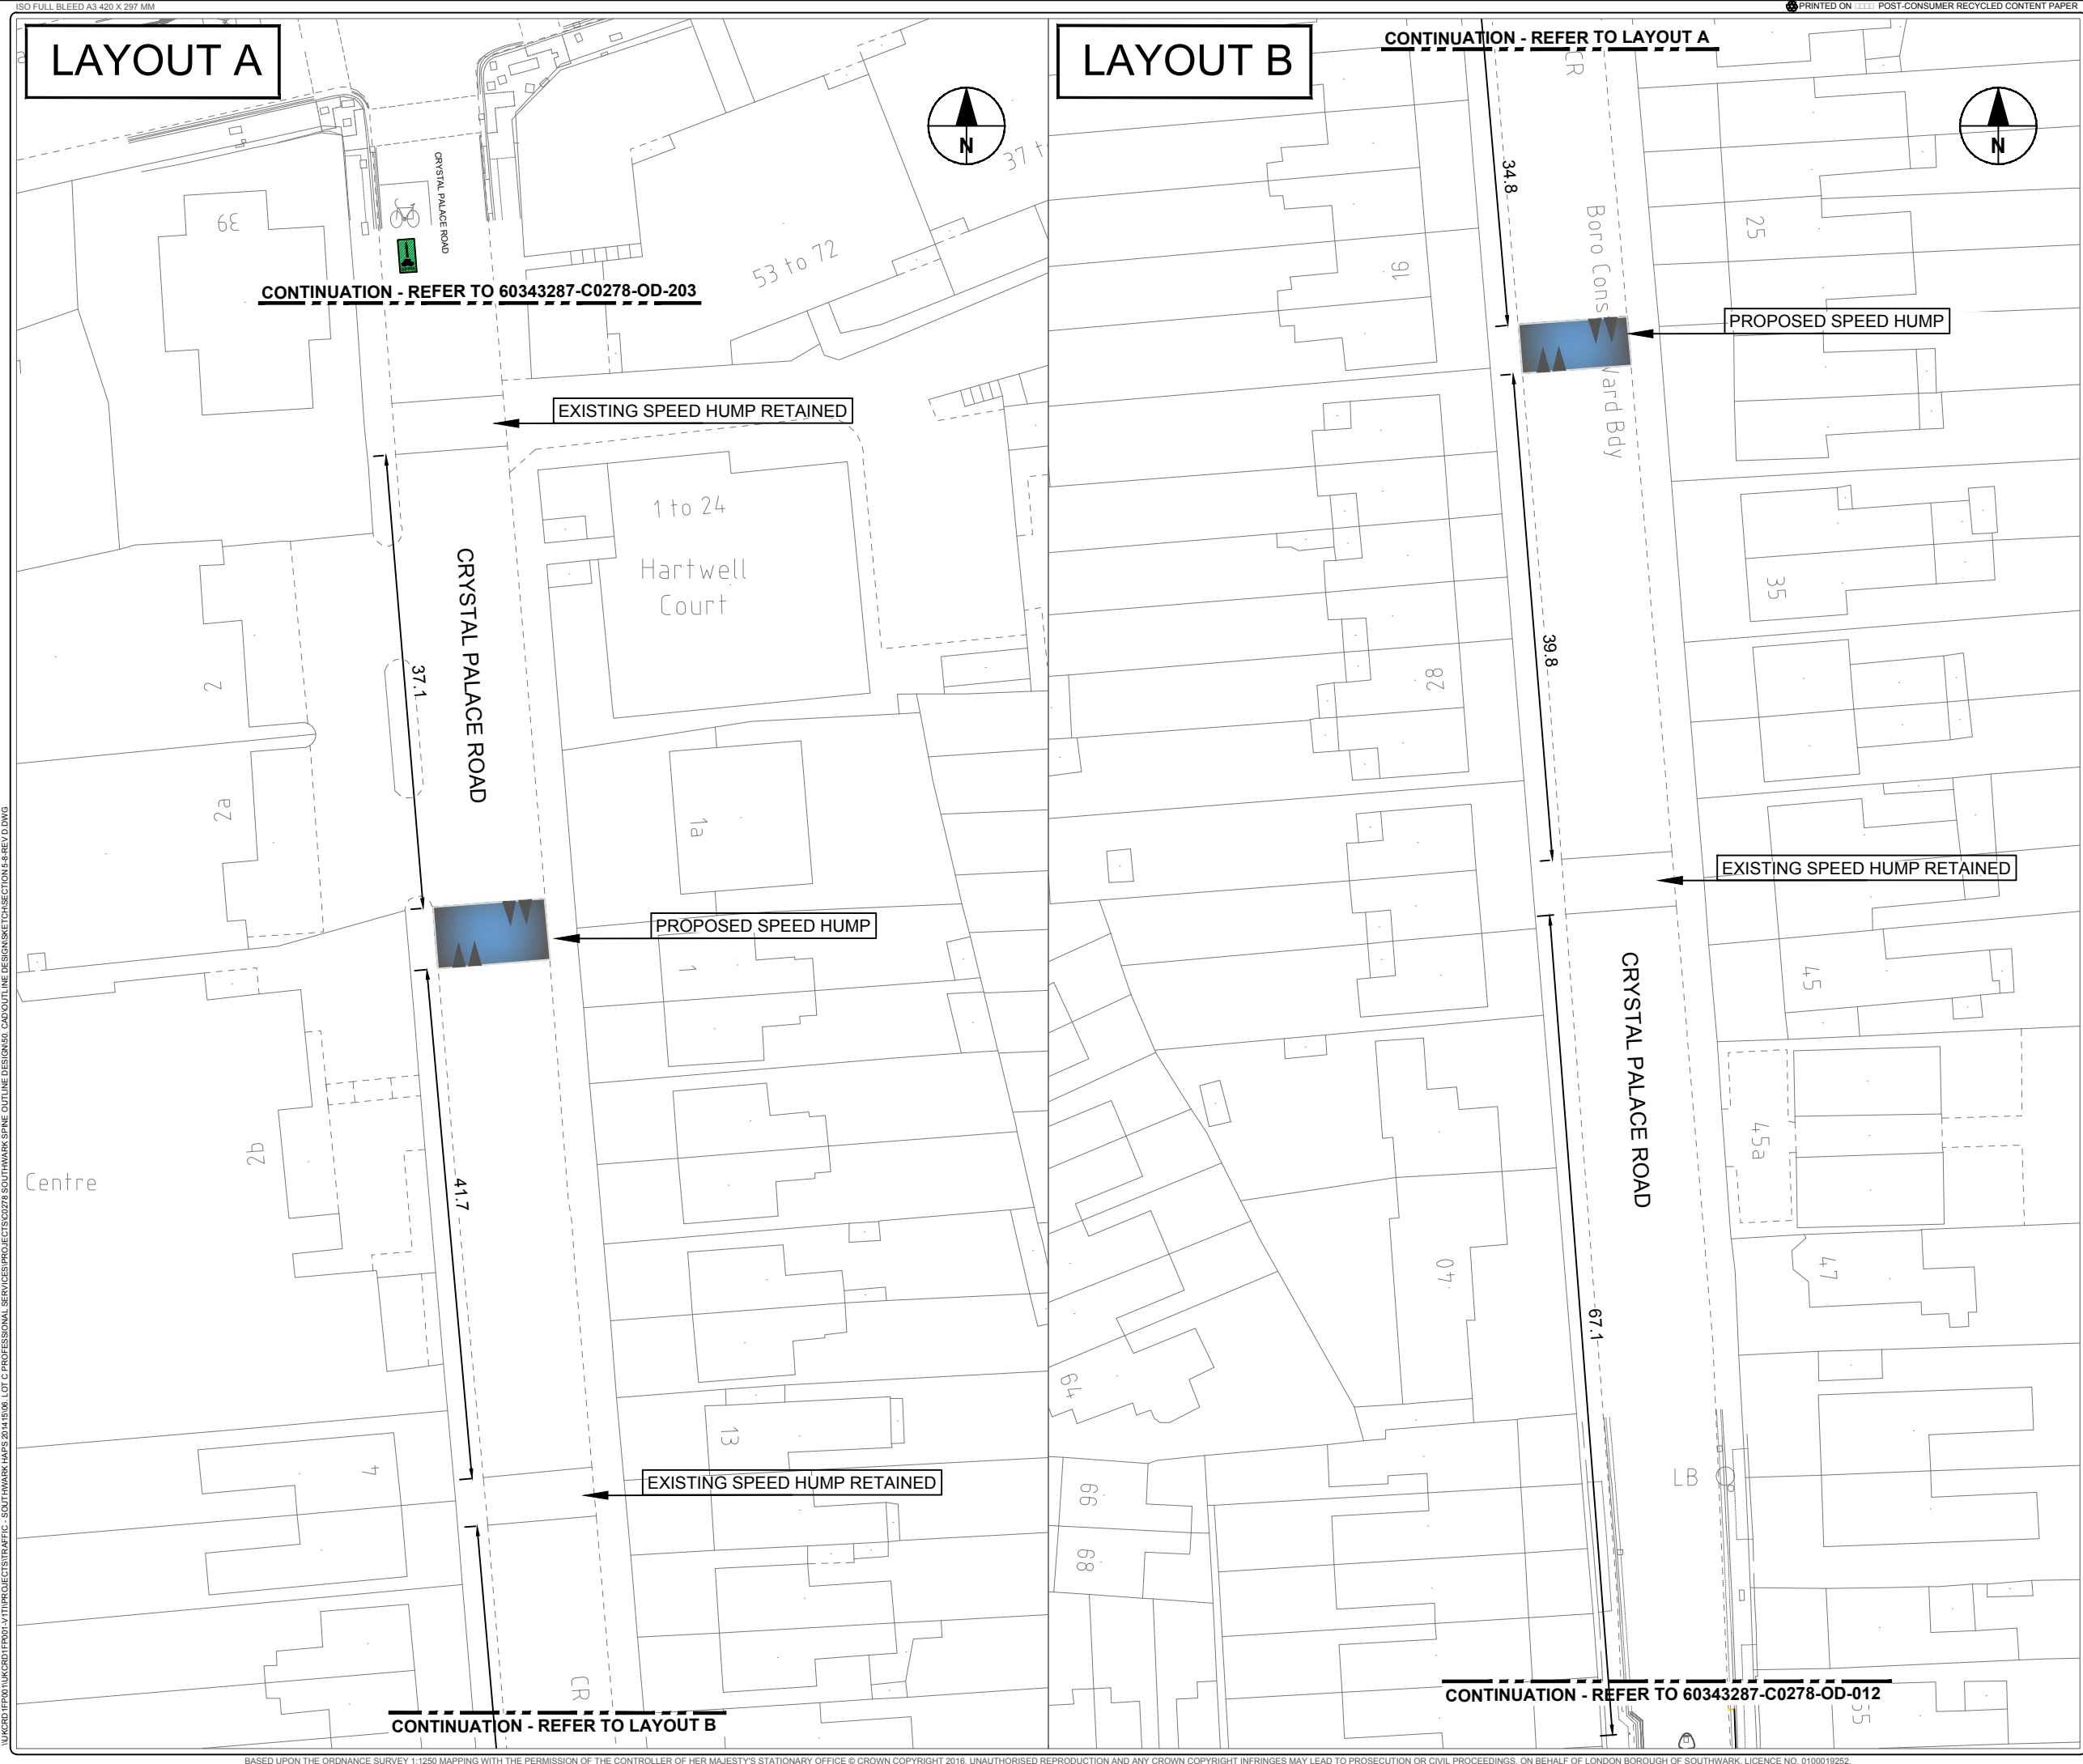 ISO FULL BLEED A3 420 X 297 MM
PRINTED ON □□□□ POST-CONSUMER RECYCLED CONTENT PAPER
LAYOUT A
N
39
CRYSTAL PALACE ROAD
CONTINUATION - REFER TO 60343287-C0278-OD-203
53 to 72
EXISTING SPEED HUMP RETAINED
1 to 24
Hartwell
Court
CRYSTAL PALACE ROAD
37.1
2
2a
1a
PROPOSED SPEED HUMP
1
2b
Centre
41.7
13
4
EXISTING SPEED HUMP RETAINED
CR
CONTINUATION - REFER TO LAYOUT B
LAYOUT B
CONTINUATION - REFER TO LAYOUT A
CR
N
34.8
16
25
Boro Cons
Ward Bdy
PROPOSED SPEED HUMP
35
39.8
28
EXISTING SPEED HUMP RETAINED
45
CRYSTAL PALACE ROAD
45a
47
40
67.1
64
66
68
LB
CONTINUATION - REFER TO 60343287-C0278-OD-012
55
BASED UPON THE ORDNANCE SURVEY 1:1250 MAPPING WITH THE PERMISSION OF THE CONTROLLER OF HER MAJESTY'S STATIONARY OFFICE © CROWN COPYRIGHT 2016. UNAUTHORISED REPRODUCTION AND ANY CROWN COPYRIGHT INFRINGES MAY LEAD TO PROSECUTION OR CIVIL PROCEEDINGS. ON BEHALF OF LONDON BOROUGH OF SOUTHWARK. LICENCE NO. 0100019252.